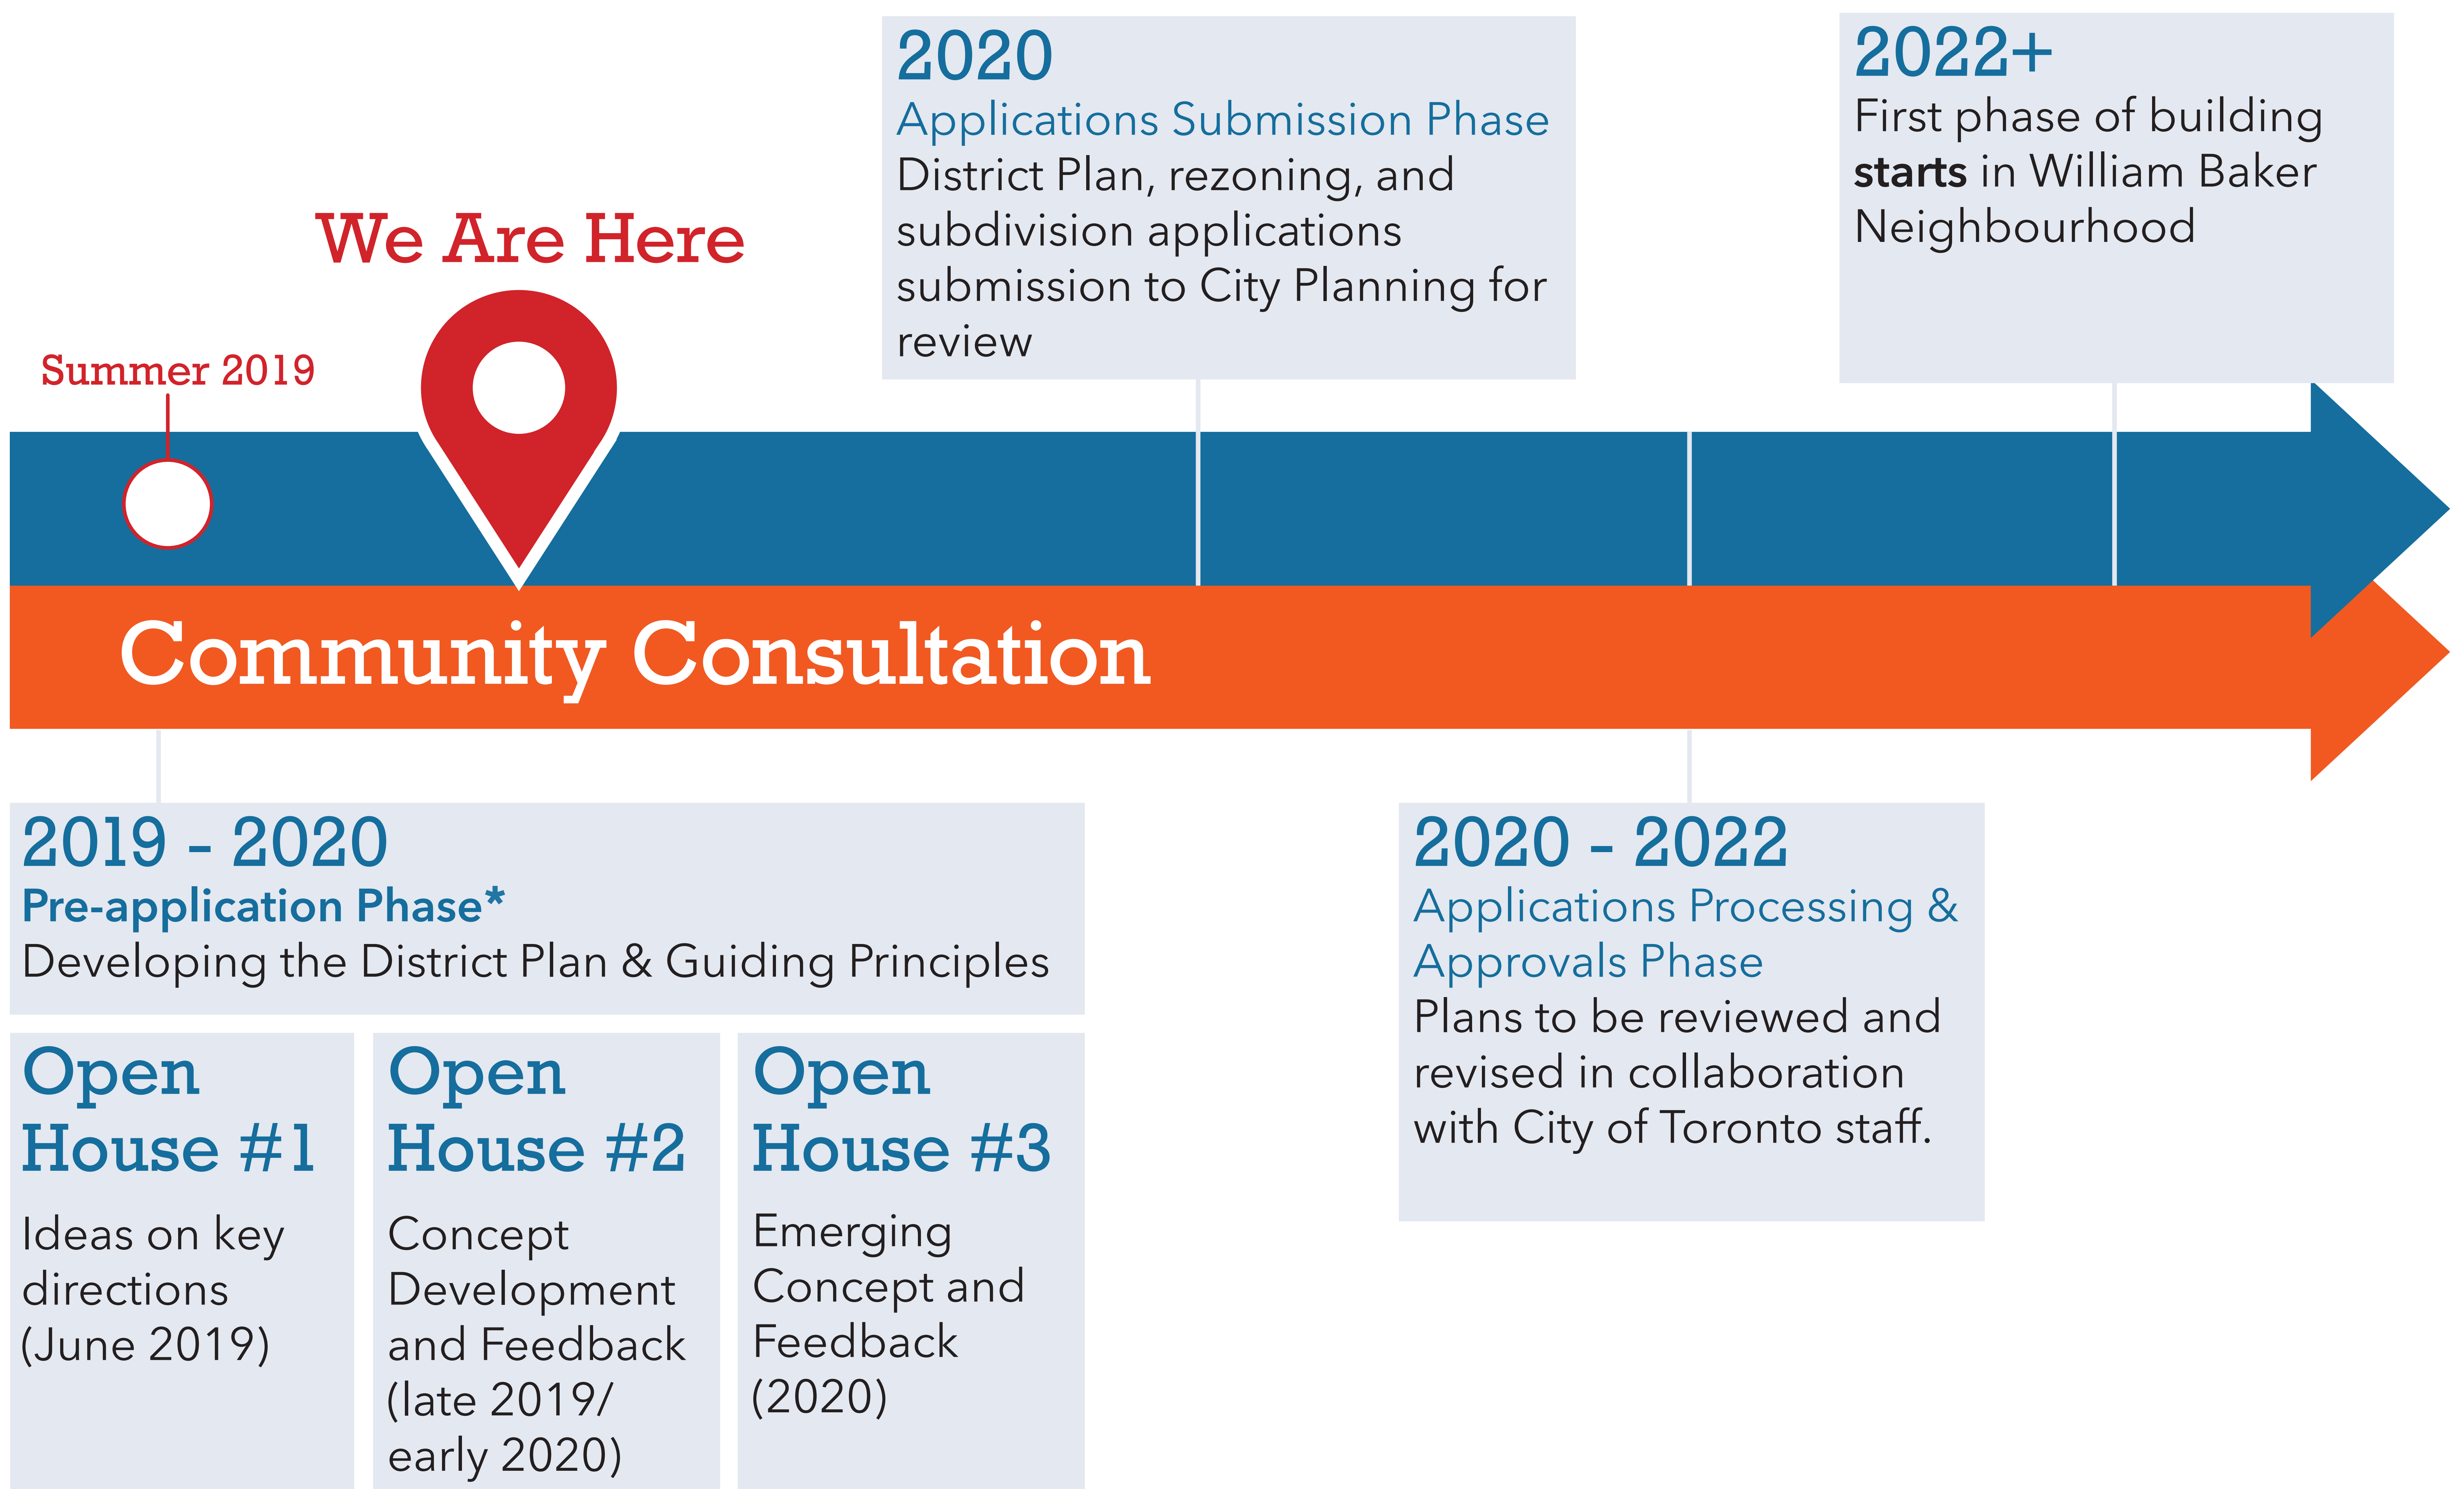 2020
Applications Submission Phase
District Plan, rezoning, and
subdivision applications
submission to City Planning for
review
2022+
First phase of building
starts in William Baker
Neighbourhood
We Are Here
Summer 2019
Community Consultation
2019 - 2020
Pre-application Phase*
Developing the District Plan & Guiding Principles
Open
House #1
Ideas on key
directions
(June 2019)
Open
House #2
Concept
Development
and Feedback
(late 2019/
early 2020)
Open
House #3
Emerging
Concept and
Feedback
(2020)
2020 - 2022
Applications Processing &
Approvals Phase
Plans to be reviewed and
revised in collaboration
with City of Toronto staff.